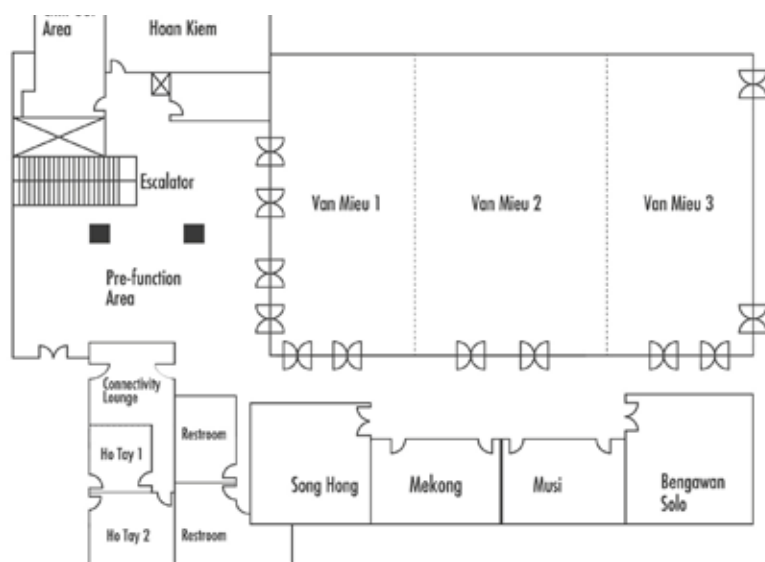 Area
Hoan Kiem
Escalator
Van Mieu 1
Van Mieu 2
Van Mieu 3
Pre-function
Area
Connectivity
Lounge
Ho Tay 1
Restroom
Song Hong
Mekong
Musi
Bengawan
Solo
Ho Tay 2
Restroom